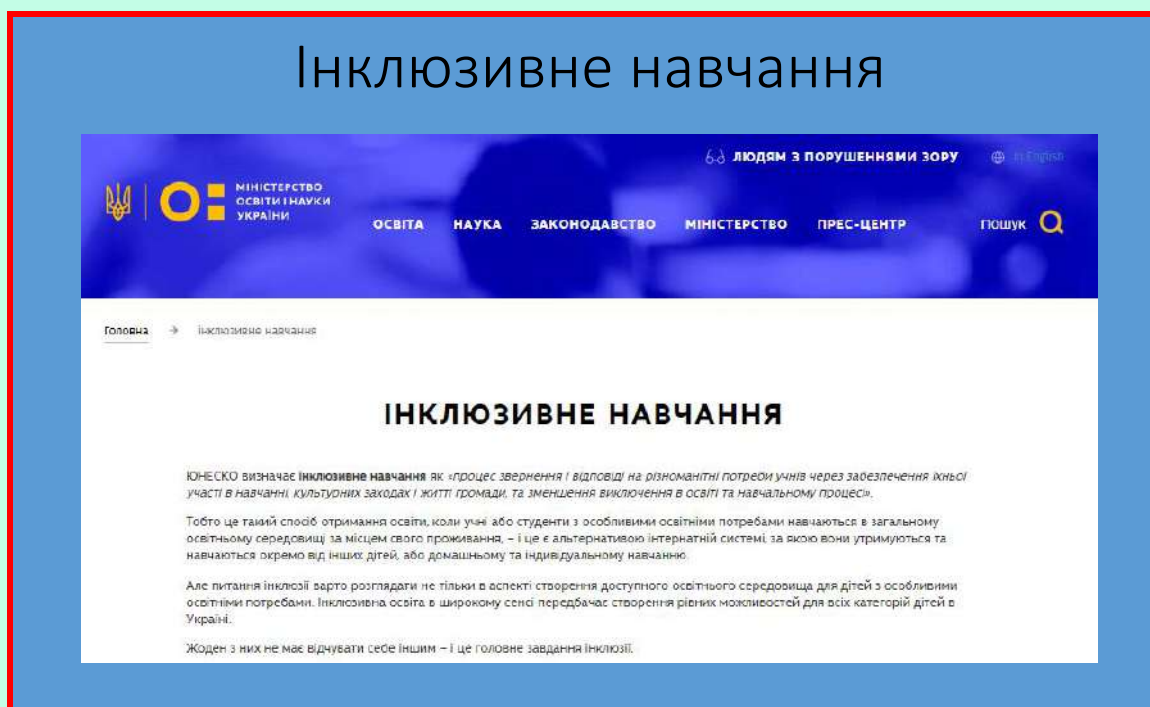 Інклюзивне навчання
ЛЮДЯМ З ПОРУШЕННЯМИ ЗОРУ In English
МІНІСТЕРСТВО
ОСВІТИ І НАУКИ
УКРАЇНИ
ОСВІТА НАУКА ЗАКОНОДАВСТВО МІНІСТЕРСТВО ПРЕС-ЦЕНТР ПОШУК
Головна → Інклюзивне навчання
ІНКЛЮЗИВНЕ НАВЧАННЯ
ЮНЕСКО визначає інклюзивне навчання як «процес звернення і відповіді на різноманітні потреби учнів через забезпечення їхньої
участі в навчанні, культурних заходах і житті громади, та зменшення виключення в освіті та навчальному процесі».
Тобто це такий спосіб отримання освіти, коли учні або студенти з особливими освітніми потребами навчаються в загальному
освітньому середовищі за місцем свого проживання, – і це є альтернативою інтернатній системі, за якою вони утримуються та
навчаються окремо від інших дітей, або домашньому та індивідуальному навчанню.
Але питання інклюзії варто розглядати не тільки в аспекті створення доступного освітнього середовища для дітей з особливими
освітніми потребами. Інклюзивна освіта в широкому сенсі передбачає створення рівних можливостей для всіх категорій дітей в
Україні.
Жоден з них не має відчувати себе іншим – і це головне завдання інклюзії.